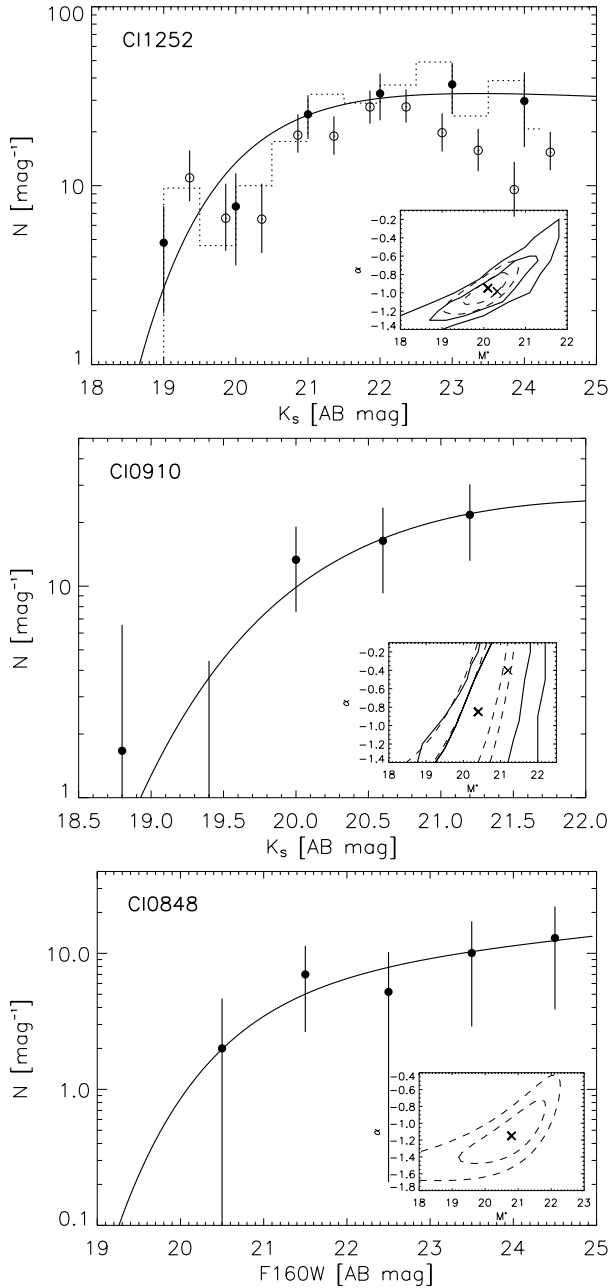 Cl1252
100
10
1
N [mag⁻¹]
18 19 20 21 22 23 24 25
Kₛ [AB mag]
−0.2
−0.4
−0.6
−0.8
−1.0
−1.2
−1.4
α
18 19 20 21 22
M*
Cl0910
10
1
N [mag⁻¹]
18.5 19.0 19.5 20.0 20.5 21.0 21.5 22.0
Kₛ [AB mag]
−0.2
−0.4
−0.6
−0.8
−1.0
−1.2
−1.4
α
18 19 20 21 22
M*
Cl0848
10.0
1.0
0.1
N [mag⁻¹]
19 20 21 22 23 24 25
F160W [AB mag]
−0.4
−0.6
−0.8
−1.0
−1.2
−1.4
−1.6
−1.8
α
18 19 20 21 22 23
M*